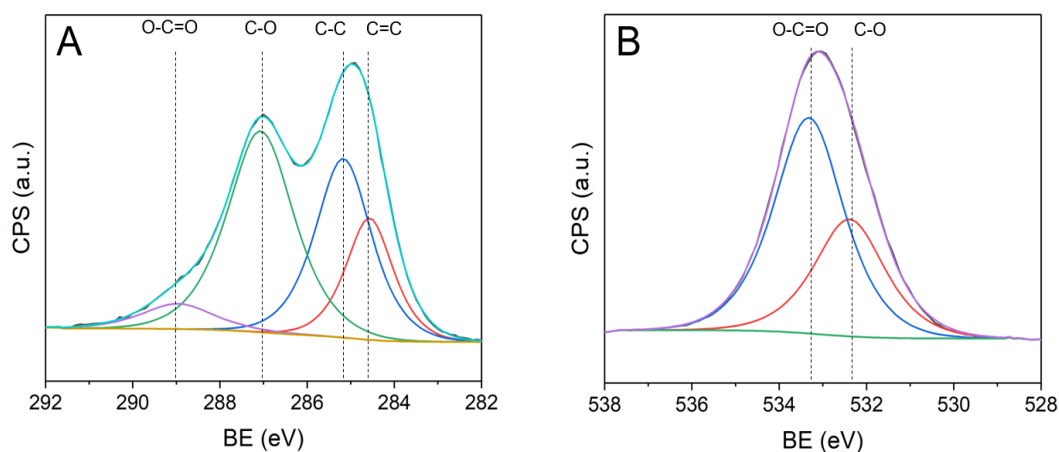 A
O-C=O C-O C-C C=C
CPS (a.u.)
292 290 288 286 284 282
BE (eV)
B
O-C=O C-O
CPS (a.u.)
538 536 534 532 530 528
BE (eV)